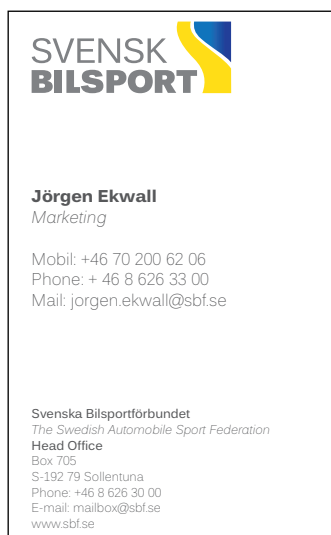 SVENSK
BILSPORT
Jörgen Ekwall
Marketing
Mobil: +46 70 200 62 06
Phone: + 46 8 626 33 00
Mail: jorgen.ekwall@sbf.se
Svenska Bilsportförbundet
The Swedish Automobile Sport Federation
Head Office
Box 705
S-192 79 Sollentuna
Phone: +46 8 626 30 00
E-mail: mailbox@sbf.se
www.sbf.se